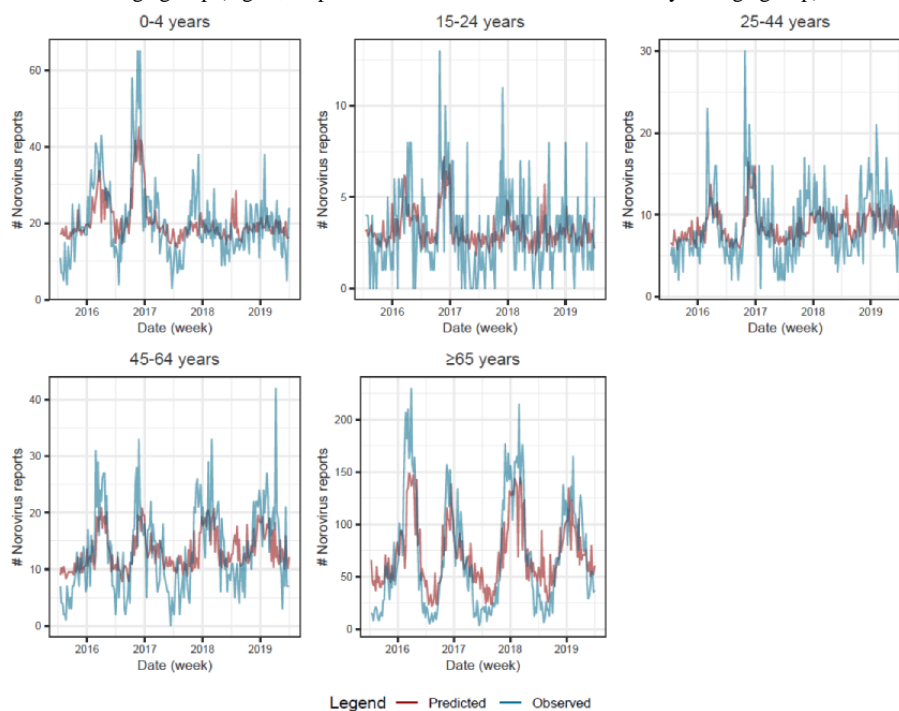 0-4 years
15-24 years
25-44 years
# Norovirus reports
60
40
20
0
2016 2017 2018 2019
Date (week)
# Norovirus reports
10
5
0
2016 2017 2018 2019
Date (week)
# Norovirus reports
30
20
10
0
2016 2017 2018 2019
Date (week)
45-64 years
≥65 years
# Norovirus reports
40
30
20
10
0
2016 2017 2018 2019
Date (week)
# Norovirus reports
200
150
100
50
0
2016 2017 2018 2019
Date (week)
Legend Predicted Observed